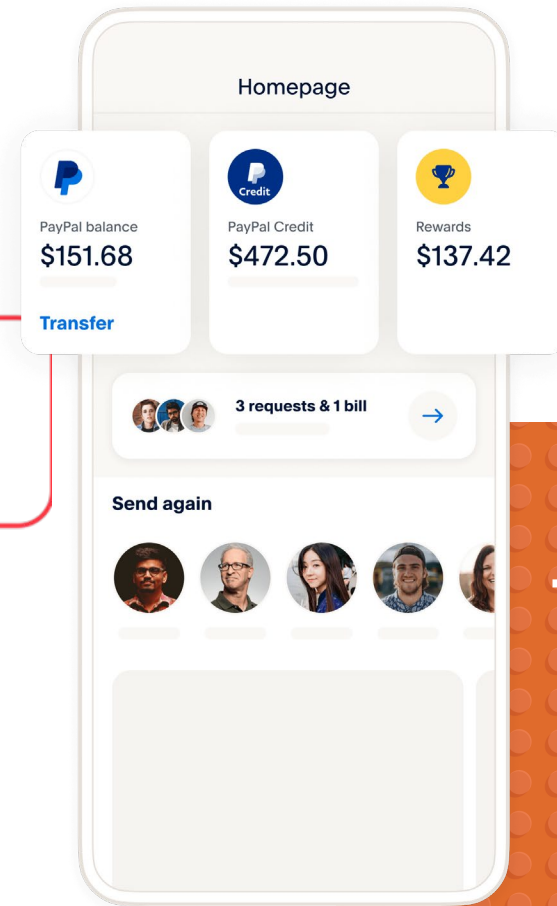 Homepage
Credit
PayPal balance
PayPal Credit
Rewards
$151.68
$472.50
$137.42
Transfer
3 requests & 1 bill
Send again